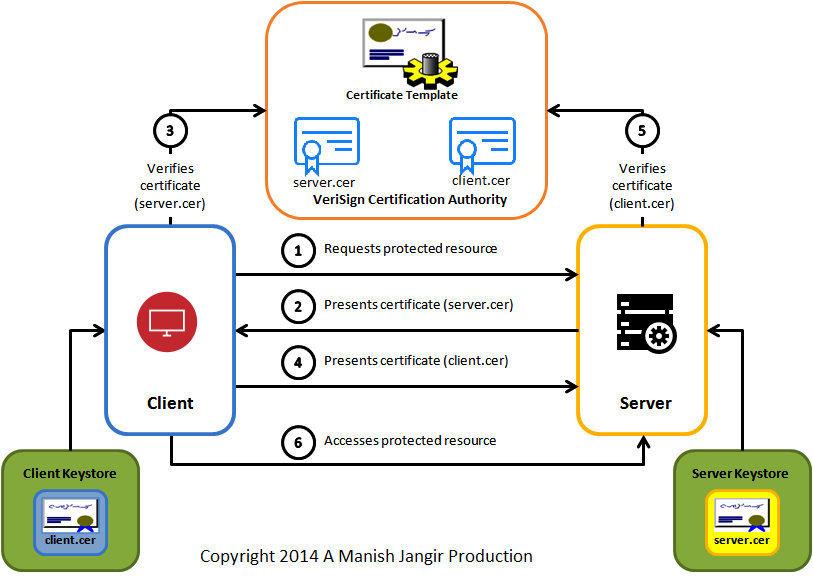 Certificate Template
server.cer
client.cer
VeriSign Certification Authority
3
Verifies
certificate
(server.cer)
5
Verifies
certificate
(client.cer)
1 Requests protected resource
2 Presents certificate (server.cer)
4 Presents certificate (client.cer)
Client
Server
6 Accesses protected resource
Client Keystore
client.cer
Server Keystore
server.cer
Copyright 2014 A Manish Jangir Production